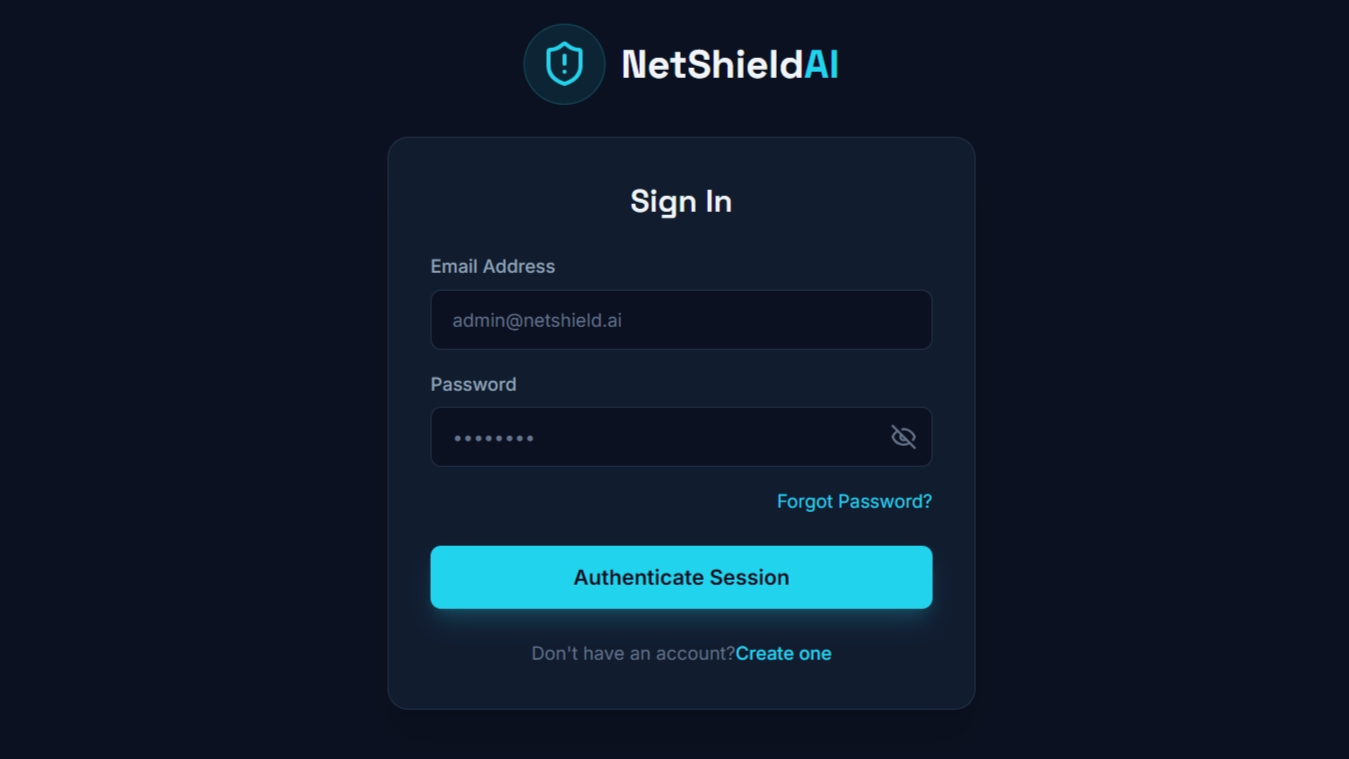 NetShieldAI
Sign In
Email Address
admin@netshield.ai
Password
••••••••
Forgot Password?
Authenticate Session
Don't have an account?Create one